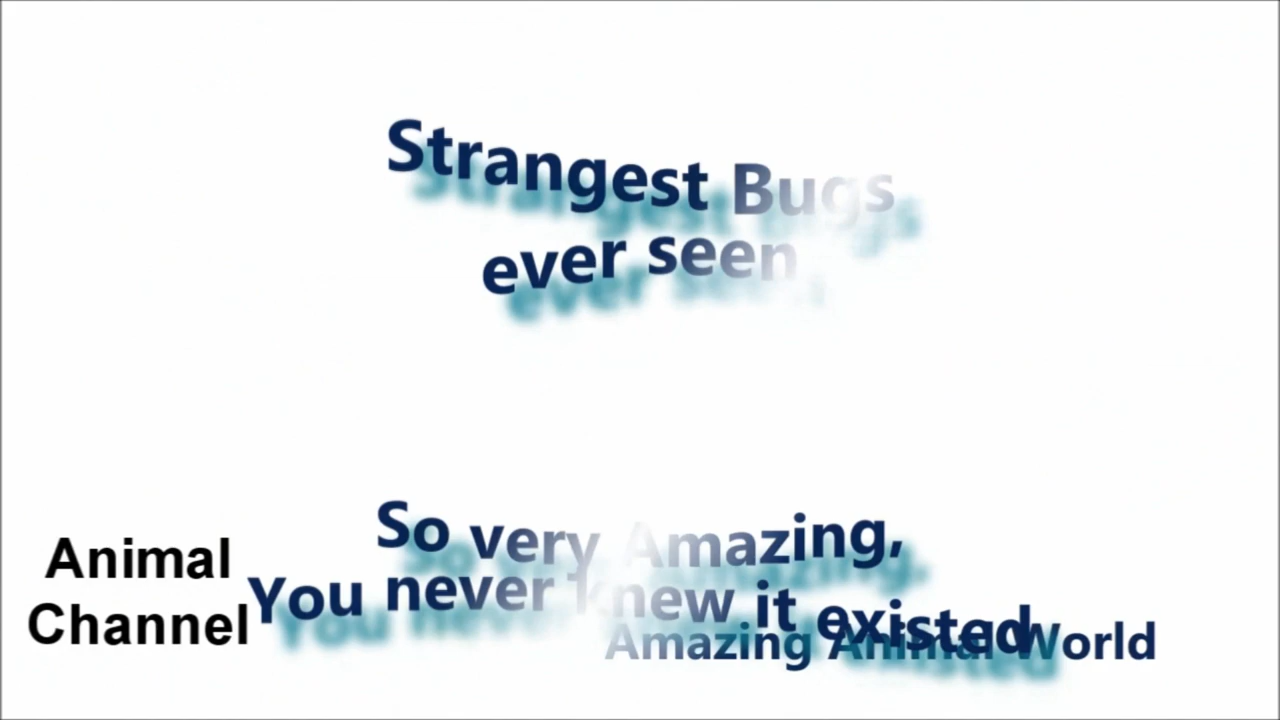 Strangest Bugs
ever seen
So very Amazing,
You never knew it existed
Animal
Channel
Amazing Animal World